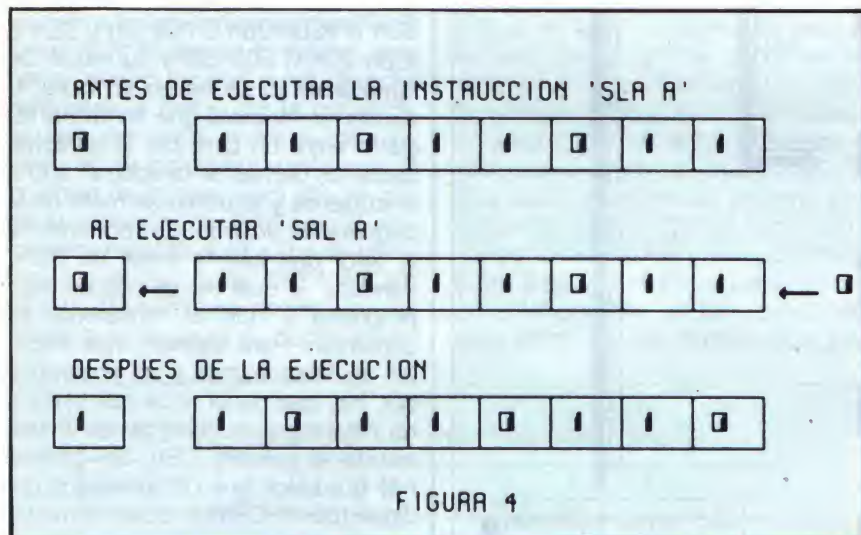 ANTES DE EJECUTAR LA INSTRUCCION 'SLA A'
0 1 1 0 1 1 0 1 1
AL EJECUTAR 'SAL A'
0 ← 1 1 0 1 1 0 1 1 ← 0
DESPUES DE LA EJECUCION
1 1 0 1 1 0 1 1 0
FIGURA 4